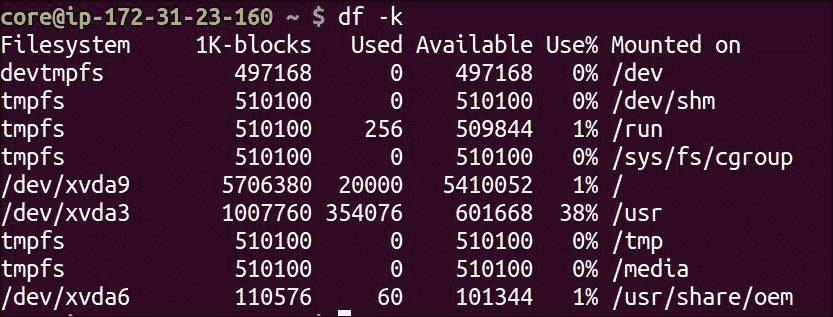 core@ip-172-31-23-160 ~ $ df -k
Filesystem     1K-blocks   Used Available Use% Mounted on
devtmpfs          497168      0    497168   0% /dev
tmpfs             510100      0    510100   0% /dev/shm
tmpfs             510100    256    509844   1% /run
tmpfs             510100      0    510100   0% /sys/fs/cgroup
/dev/xvda9       5706380  20000   5410052   1% /
/dev/xvda3       1007760 354076    601668  38% /usr
tmpfs             510100      0    510100   0% /tmp
tmpfs             510100      0    510100   0% /media
/dev/xvda6        110576     60    101344   1% /usr/share/oem